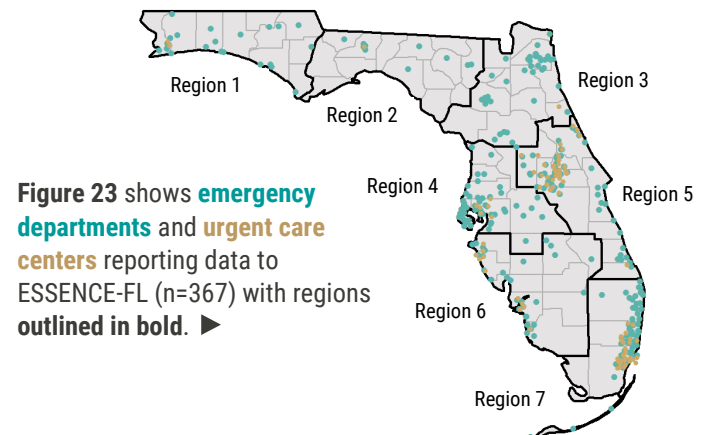 Region 1
Region 2
Region 3
Region 4
Region 5
Figure 23 shows emergency
departments and urgent care
centers reporting data to
ESSENCE-FL (n=367) with regions
outlined in bold. ►
Region 6
Region 7